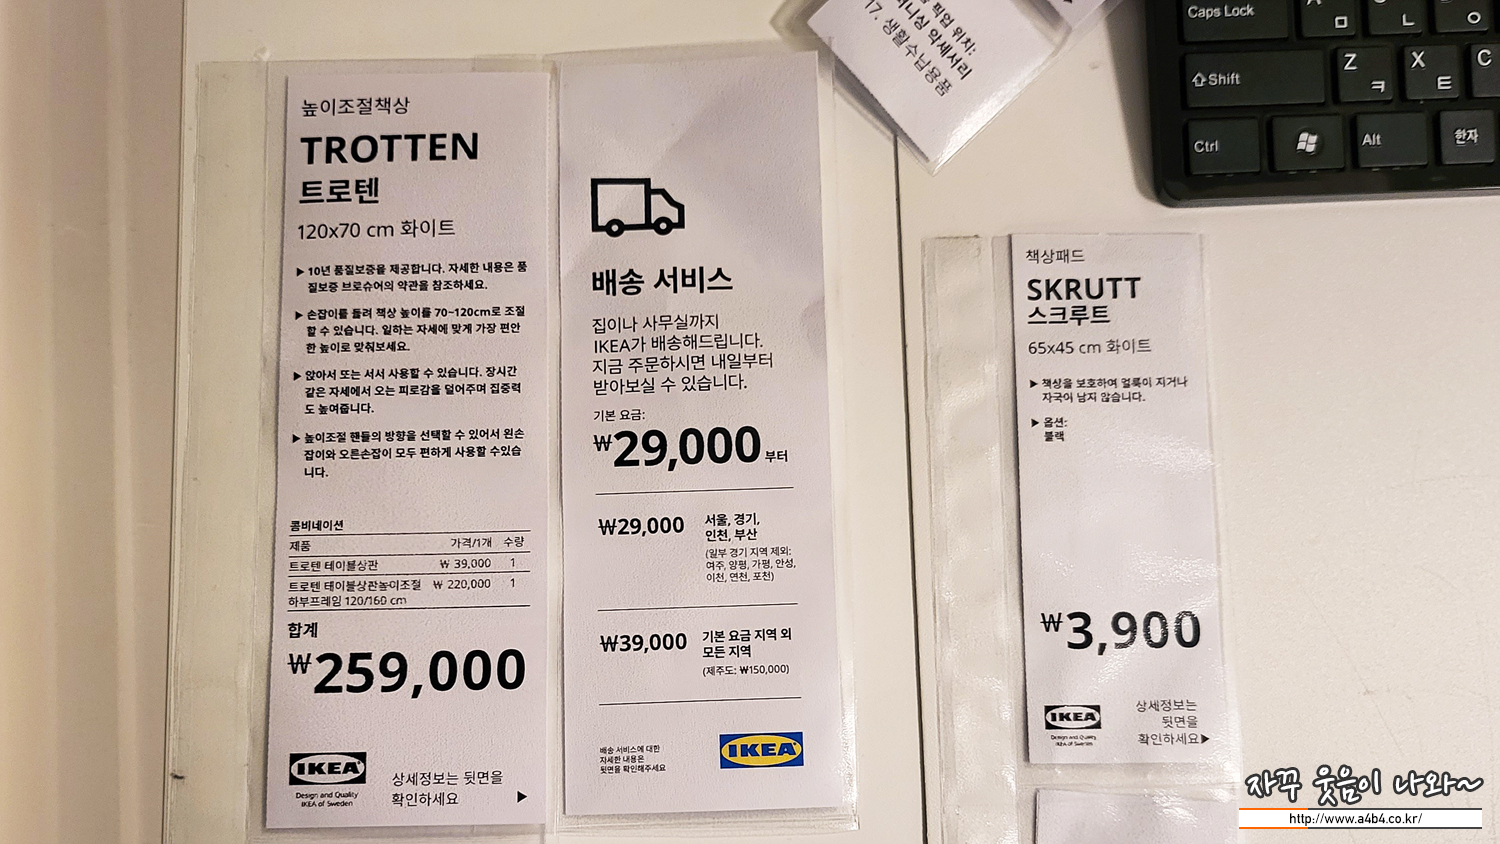 높이조절책상
TROTTEN
트로텐
120x70 cm 화이트
▶ 10년 품질보증을 제공합니다. 자세한 내용은 품
질보증 브로슈어의 약관을 참조하세요.
▶ 손잡이를 돌려 책상 높이를 70~120cm로 조절
할 수 있습니다. 일하는 자세에 맞게 가장 편안
한 높이로 맞춰보세요.
▶ 앉아서 또는 서서 사용할 수 있습니다. 장시간
같은 자세에서 오는 피로감을 덜어주며 집중력
도 높여줍니다.
▶ 높이조절 핸들의 방향을 선택할 수 있어서 왼손
잡이와 오른손잡이 모두 편하게 사용할 수있습
니다.
콤비네이션
제품 가격/1개 수량
트로텐 테이블상판 ₩ 39,000 1
트로텐 테이블상판높이조절 ₩ 220,000 1
하부프레임 120/160 cm
합계
₩259,000
IKEA
Design and Quality
IKEA of Sweden
상세정보는 뒷면을
확인하세요 ▶
배송 서비스
집이나 사무실까지
IKEA가 배송해드립니다.
지금 주문하시면 내일부터
받아보실 수 있습니다.
기본 요금:
₩29,000부터
₩29,000 서울, 경기,
인천, 부산
(일부 경기 지역 제외:
여주, 양평, 가평, 안성,
이천, 연천, 포천)
₩39,000 기본 요금 지역 외
모든 지역
(제주도: ₩150,000)
배송 서비스에 대한
자세한 내용은
뒷면을 확인해주세요
IKEA
픽업 위치:
악세서리
17. 생활수납용품
Caps Lock
ㅁ
ㄴ
ㅇ
Shift
Z
ㅋ
X
ㅌ
C
Ctrl
Alt
한자
책상패드
SKRUTT
스크루트
65x45 cm 화이트
▶ 책상을 보호하여 얼룩이 지거나
자국이 남지 않습니다.
▶ 옵션:
블랙
₩3,900
IKEA
Design and Quality
IKEA of Sweden
상세정보는
뒷면을
확인하세요▶
자꾸 웃음이 나와~
http://www.a4b4.co.kr/